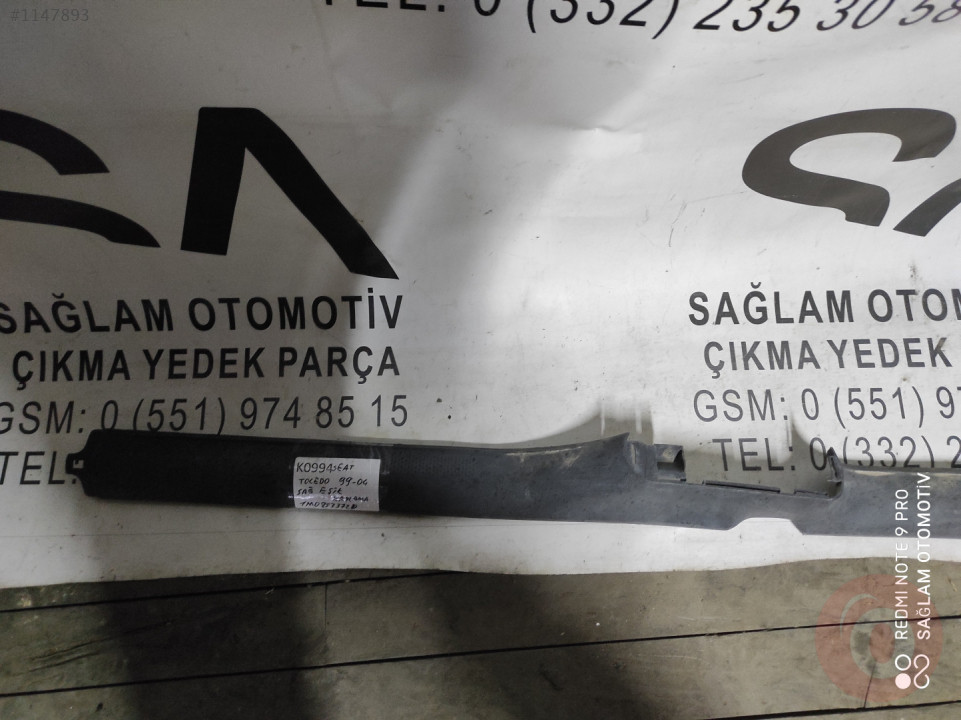 #1147893
TEL: 0 (332) 235 30 58
SAĞLAM OTOMOTİV
ÇIKMA YEDEK PARÇA
GSM: 0 (551) 974 85 15
TEL:
SAĞLAM OTOM
ÇIKMA YEDEK
GSM: 0 (551) 97
TEL: 0 (332) 2
K0994 SEAT
TOLEDO 99-04
SAĞ EŞİK
REDMI NOTE 9 PRO
SAĞLAM OTOMOTİV